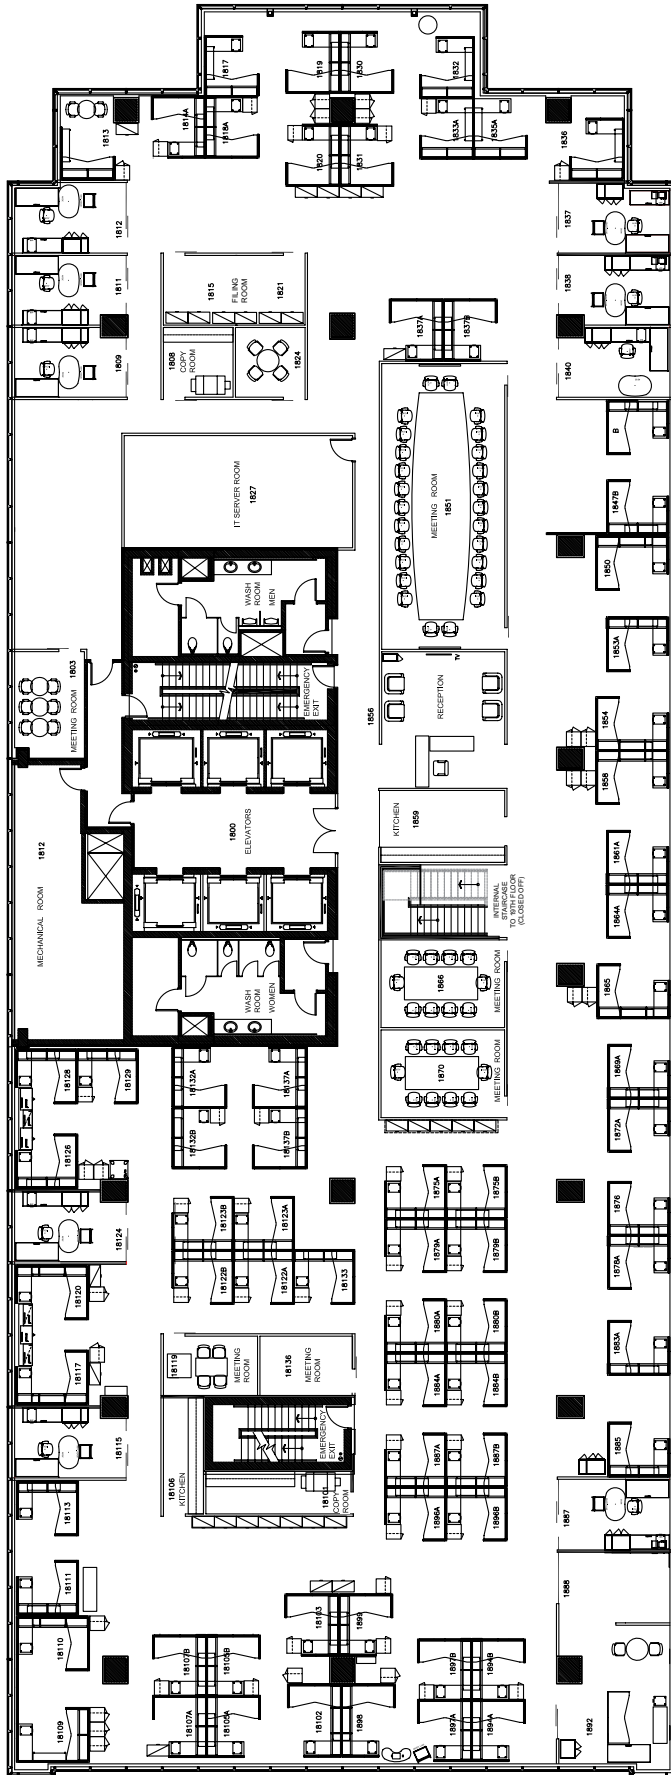 1817
1819
1830
1832
1813
1814A
1818A
1820
1831
1833A
1835A
1836
1812
1837
1811
1815
FILING
ROOM
1821
1838
1809
1808
COPY
ROOM
1824
1837A
1837B
1840
B
IT SERVER ROOM
1827
MEETING ROOM
1851
1847B
1850
WASH
ROOM
MEN
1853A
MEETING ROOM
1803
EMERGENCY
EXIT
1856
RECEPTION
TV
1854
1858
MECHANICAL ROOM
1812
1800
ELEVATORS
KITCHEN
1859
1861A
1864A
INTERNAL
STAIRCASE
TO 19TH FLOOR
(CLOSED OFF)
WASH
ROOM
WOMEN
1866
MEETING ROOM
1865
1870
MEETING ROOM
18128
18129
18132A
18137A
1869A
18126
18132B
18137B
1872A
18124
18123B
18123A
1875A
1875B
1876
18122B
18122A
18133
1879A
1879B
1878A
18120
1880A
1880B
18117
18119
MEETING
ROOM
18136
MEETING
ROOM
1884A
1884B
1883A
18115
18106
KITCHEN
EMERGENCY
EXIT
1887A
1887B
1885
18113
18101
COPY
ROOM
1896A
1896B
1887
18111
18110
18103
1899
1888
18107B
18105B
1897B
1894B
18109
18107A
18105A
18102
1898
1897A
1894A
1892